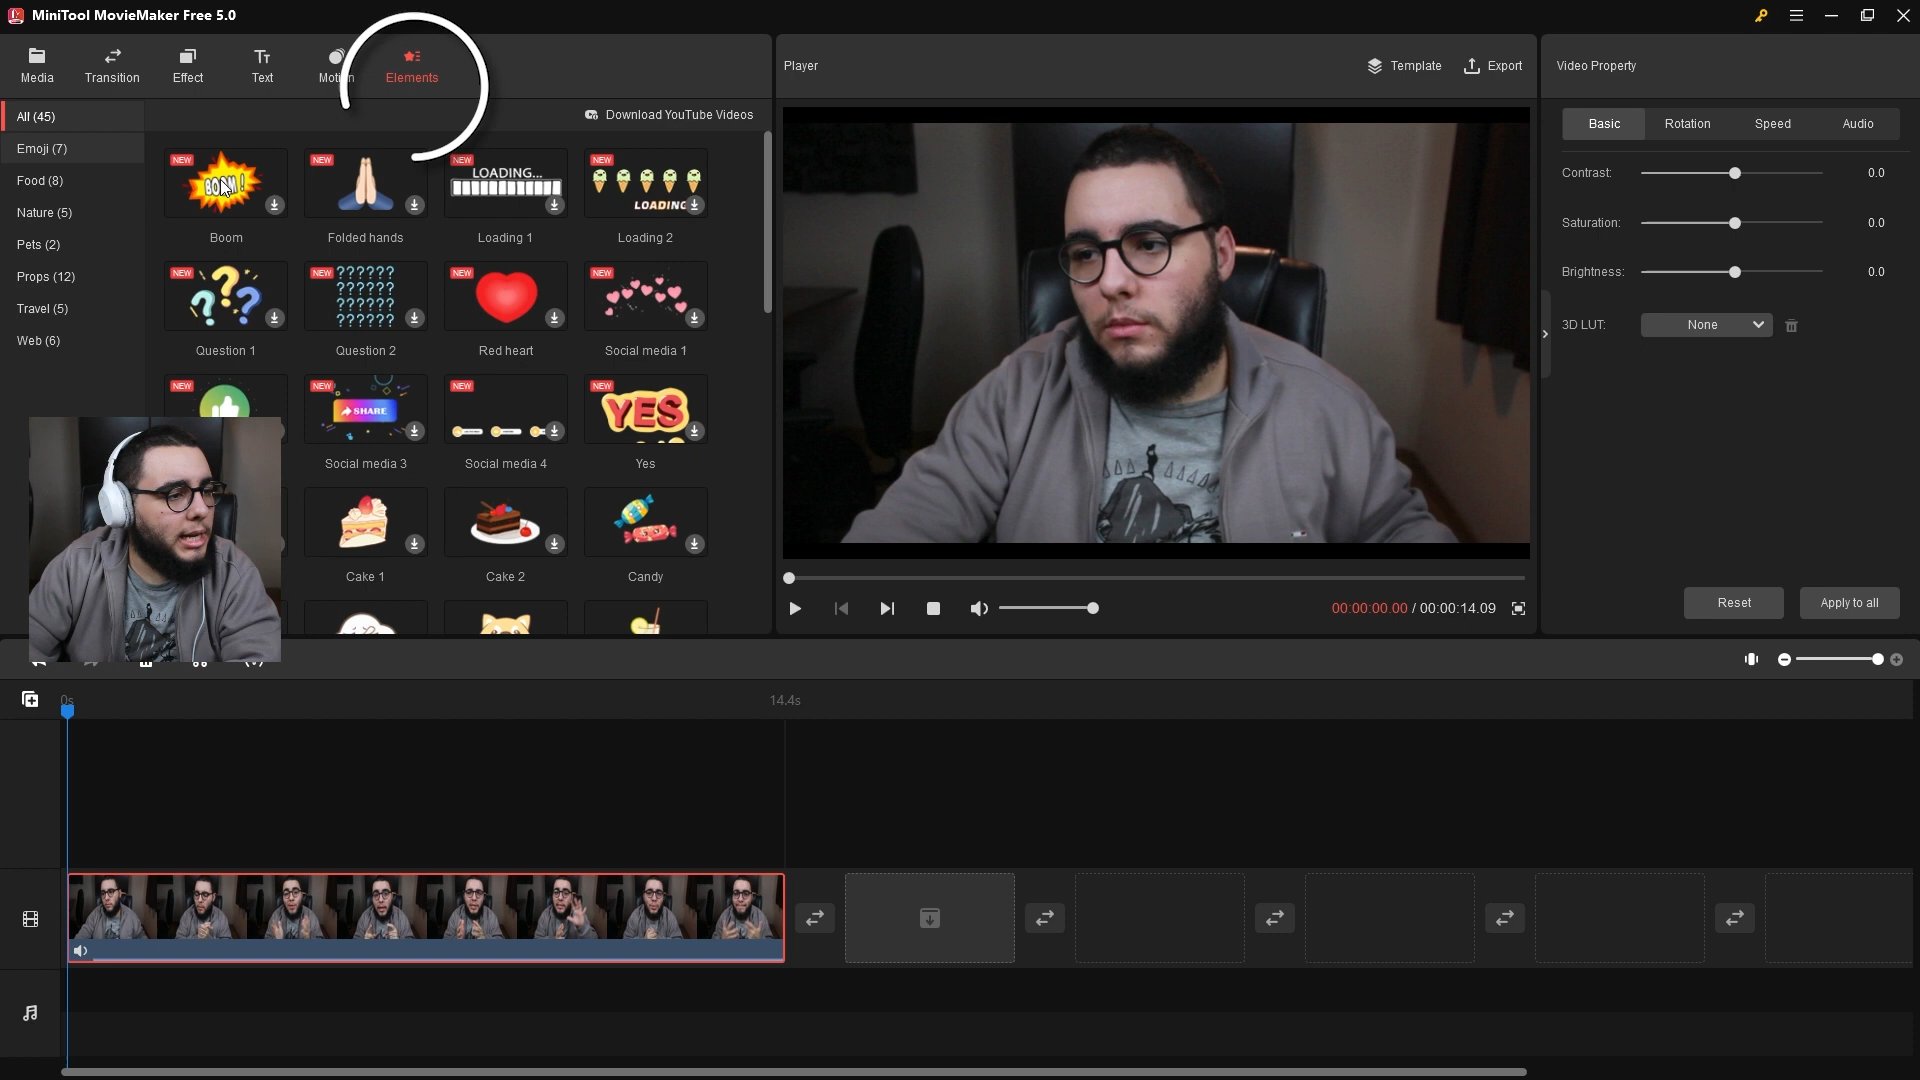 MiniTool MovieMaker Free 5.0
Media
Transition
Effect
Text
Motion
Elements
Player
Template
Export
Video Property
All (45)
Emoji (7)
Food (8)
Nature (5)
Pets (2)
Props (12)
Travel (5)
Web (6)
Download YouTube Videos
NEW
BOOM!
NEW
NEW
LOADING...
NEW
LOADING
Boom
Folded hands
Loading 1
Loading 2
NEW
NEW
??????
??????
??????
??????
NEW
NEW
Question 1
Question 2
Red heart
Social media 1
NEW
NEW
SHARE
NEW
NEW
YES
Social media 3
Social media 4
Yes
Cake 1
Cake 2
Candy
Basic
Rotation
Speed
Audio
Contrast:
0.0
Saturation:
0.0
Brightness:
0.0
3D LUT:
None
Reset
Apply to all
00:00:00.00 / 00:00:14.09
0s
14.4s